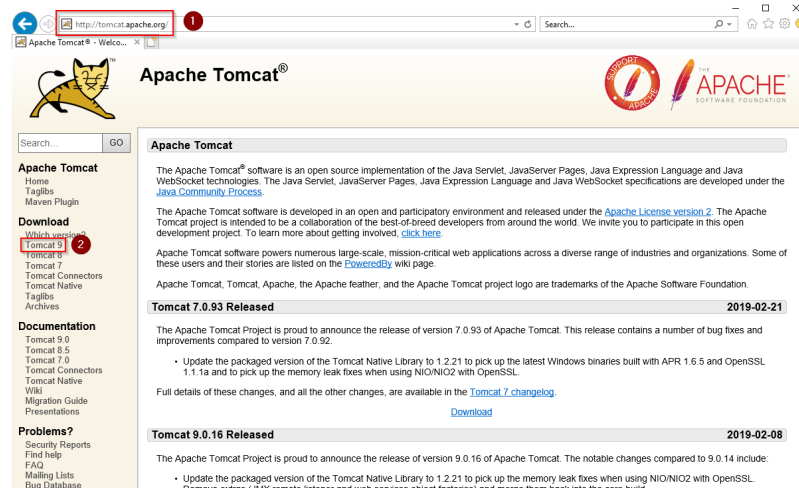 http://tomcat.apache.org/
1
Search...
Apache Tomcat® - Welco...
TM
Apache Tomcat®
SUPPORT
APACHE
THE
APACHE®
SOFTWARE FOUNDATION
Search...
GO
Apache Tomcat
Home
Taglibs
Maven Plugin
Download
Which version?
Tomcat 9
2
Tomcat 8
Tomcat 7
Tomcat Connectors
Tomcat Native
Taglibs
Archives
Documentation
Tomcat 9.0
Tomcat 8.5
Tomcat 7.0
Tomcat Connectors
Tomcat Native
Wiki
Migration Guide
Presentations
Problems?
Security Reports
Find help
FAQ
Mailing Lists
Bug Database
Apache Tomcat
The Apache Tomcat® software is an open source implementation of the Java Servlet, JavaServer Pages, Java Expression Language and Java
WebSocket technologies. The Java Servlet, JavaServer Pages, Java Expression Language and Java WebSocket specifications are developed under the
Java Community Process.
The Apache Tomcat software is developed in an open and participatory environment and released under the Apache License version 2. The Apache
Tomcat project is intended to be a collaboration of the best-of-breed developers from around the world. We invite you to participate in this open
development project. To learn more about getting involved, click here.
Apache Tomcat software powers numerous large-scale, mission-critical web applications across a diverse range of industries and organizations. Some of
these users and their stories are listed on the PoweredBy wiki page.
Apache Tomcat, Tomcat, Apache, the Apache feather, and the Apache Tomcat project logo are trademarks of the Apache Software Foundation.
Tomcat 7.0.93 Released 2019-02-21
The Apache Tomcat Project is proud to announce the release of version 7.0.93 of Apache Tomcat. This release contains a number of bug fixes and
improvements compared to version 7.0.92.
• Update the packaged version of the Tomcat Native Library to 1.2.21 to pick up the latest Windows binaries built with APR 1.6.5 and OpenSSL
1.1.1a and to pick up the memory leak fixes when using NIO/NIO2 with OpenSSL.
Full details of these changes, and all the other changes, are available in the Tomcat 7 changelog.
Download
Tomcat 9.0.16 Released 2019-02-08
The Apache Tomcat Project is proud to announce the release of version 9.0.16 of Apache Tomcat. The notable changes compared to 9.0.14 include:
• Update the packaged version of the Tomcat Native Library to 1.2.21 to pick up the memory leak fixes when using NIO/NIO2 with OpenSSL.